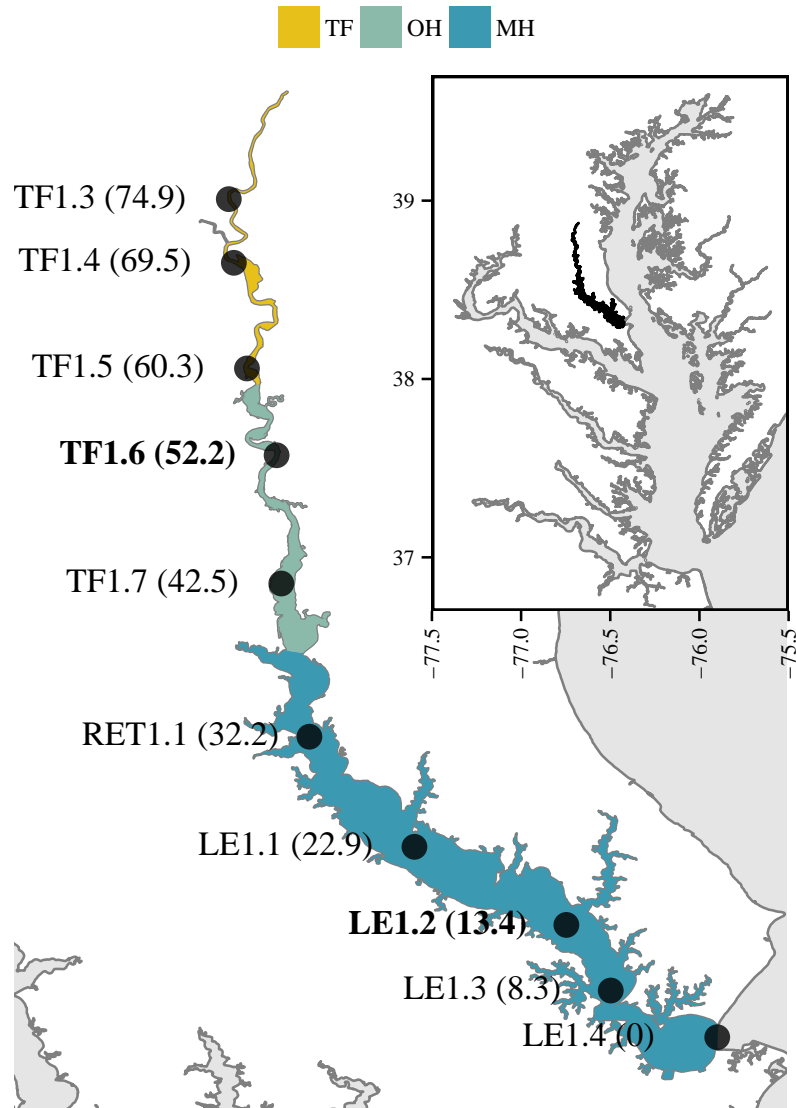 TF OH MH
TF1.3 (74.9)
TF1.4 (69.5)
TF1.5 (60.3)
TF1.6 (52.2)
TF1.7 (42.5)
RET1.1 (32.2)
LE1.1 (22.9)
LE1.2 (13.4)
LE1.3 (8.3)
LE1.4 (0)
39
38
37
−77.5
−77.0
−76.5
−76.0
−75.5